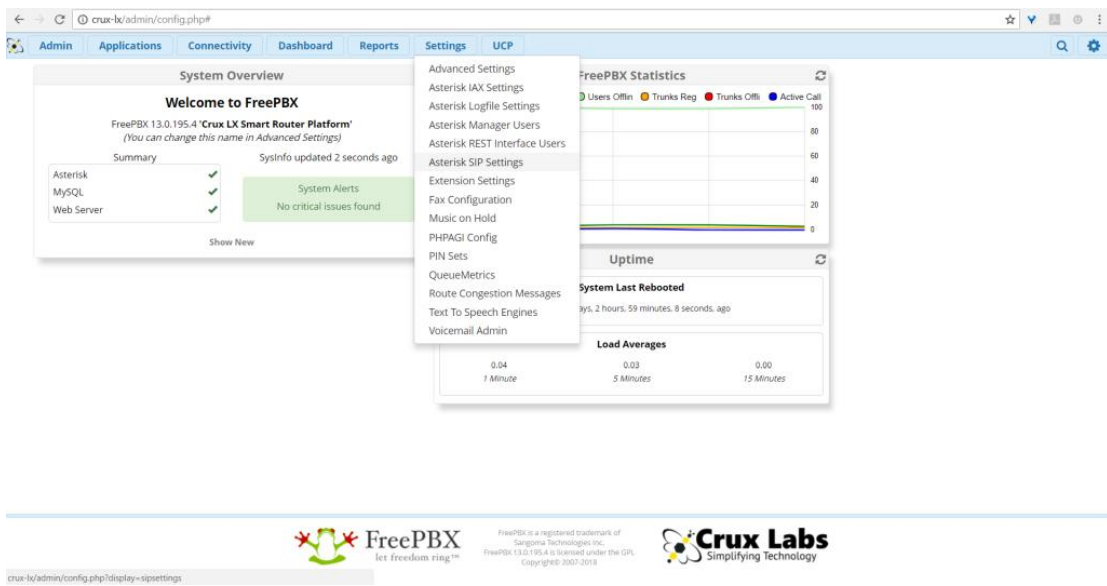 crux-lx/admin/config.php#
Admin Applications Connectivity Dashboard Reports Settings UCP
System Overview
Welcome to FreePBX
FreePBX 13.0.195.4 'Crux LX Smart Router Platform'
(You can change this name in Advanced Settings)
Summary
SysInfo updated 2 seconds ago
Asterisk
MySQL
Web Server
System Alerts
No critical issues found
Show New
Advanced Settings
Asterisk IAX Settings
Asterisk Logfile Settings
Asterisk Manager Users
Asterisk REST Interface Users
Asterisk SIP Settings
Extension Settings
Fax Configuration
Music on Hold
PHPAGI Config
PIN Sets
QueueMetrics
Route Congestion Messages
Text To Speech Engines
Voicemail Admin
FreePBX Statistics
Users Offlin Trunks Reg Trunks Offli Active Call
100
80
60
40
20
0
Uptime
System Last Rebooted
ays, 2 hours, 59 minutes, 8 seconds, ago
Load Averages
0.04 0.03 0.00
1 Minute 5 Minutes 15 Minutes
FreePBX
let freedom ring™
FreePBX is a registered trademark of
Sangoma Technologies Inc.
FreePBX 13.0.195.4 is licensed under the GPL
Copyright© 2007-2018
Crux Labs
Simplifying Technology
crux-lx/admin/config.php?display=sipsettings